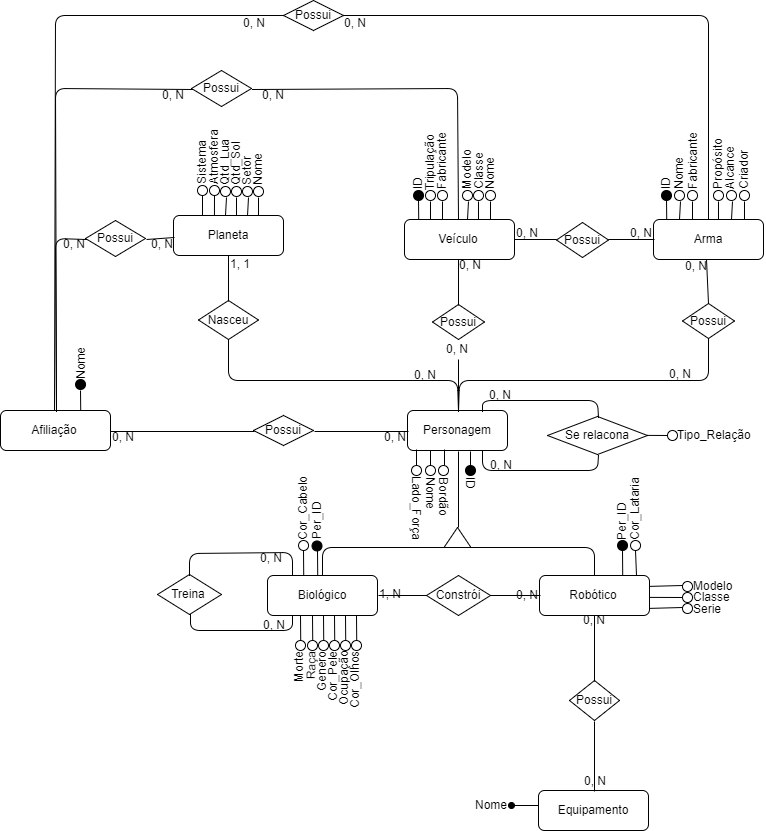 Possui
0, N
0, N
Possui
0, N
0, N
Sistema
Atmosfera
Qtd_Lua
Qtd_Sol
Setor
Nome
ID
Tripulação
Fabricante
Modelo
Classe
Nome
ID
Nome
Fabricante
Propósito
Alcance
Criador
Possui
0, N
0, N
Planeta
1, 1
Veículo
0, N
0, N
Possui
0, N
Arma
0, N
Nasceu
Possui
Possui
0, N
Nome
0, N
0, N
Afiliação
0, N
Possui
0, N
Personagem
0, N
Se relacona
Tipo_Relação
0, N
Lado_Força
Nome
Bordão
ID
Cor_Cabelo
Per_ID
Per_ID
Cor_Lataria
0, N
Treina
0, N
Biológico
1, N
Constrói
0, N
Robótico
0, N
Modelo
Classe
Serie
Morte
Raça
Genero
Cor_Pele
Ocupação
Cor_Olhos
Possui
0, N
Nome
Equipamento